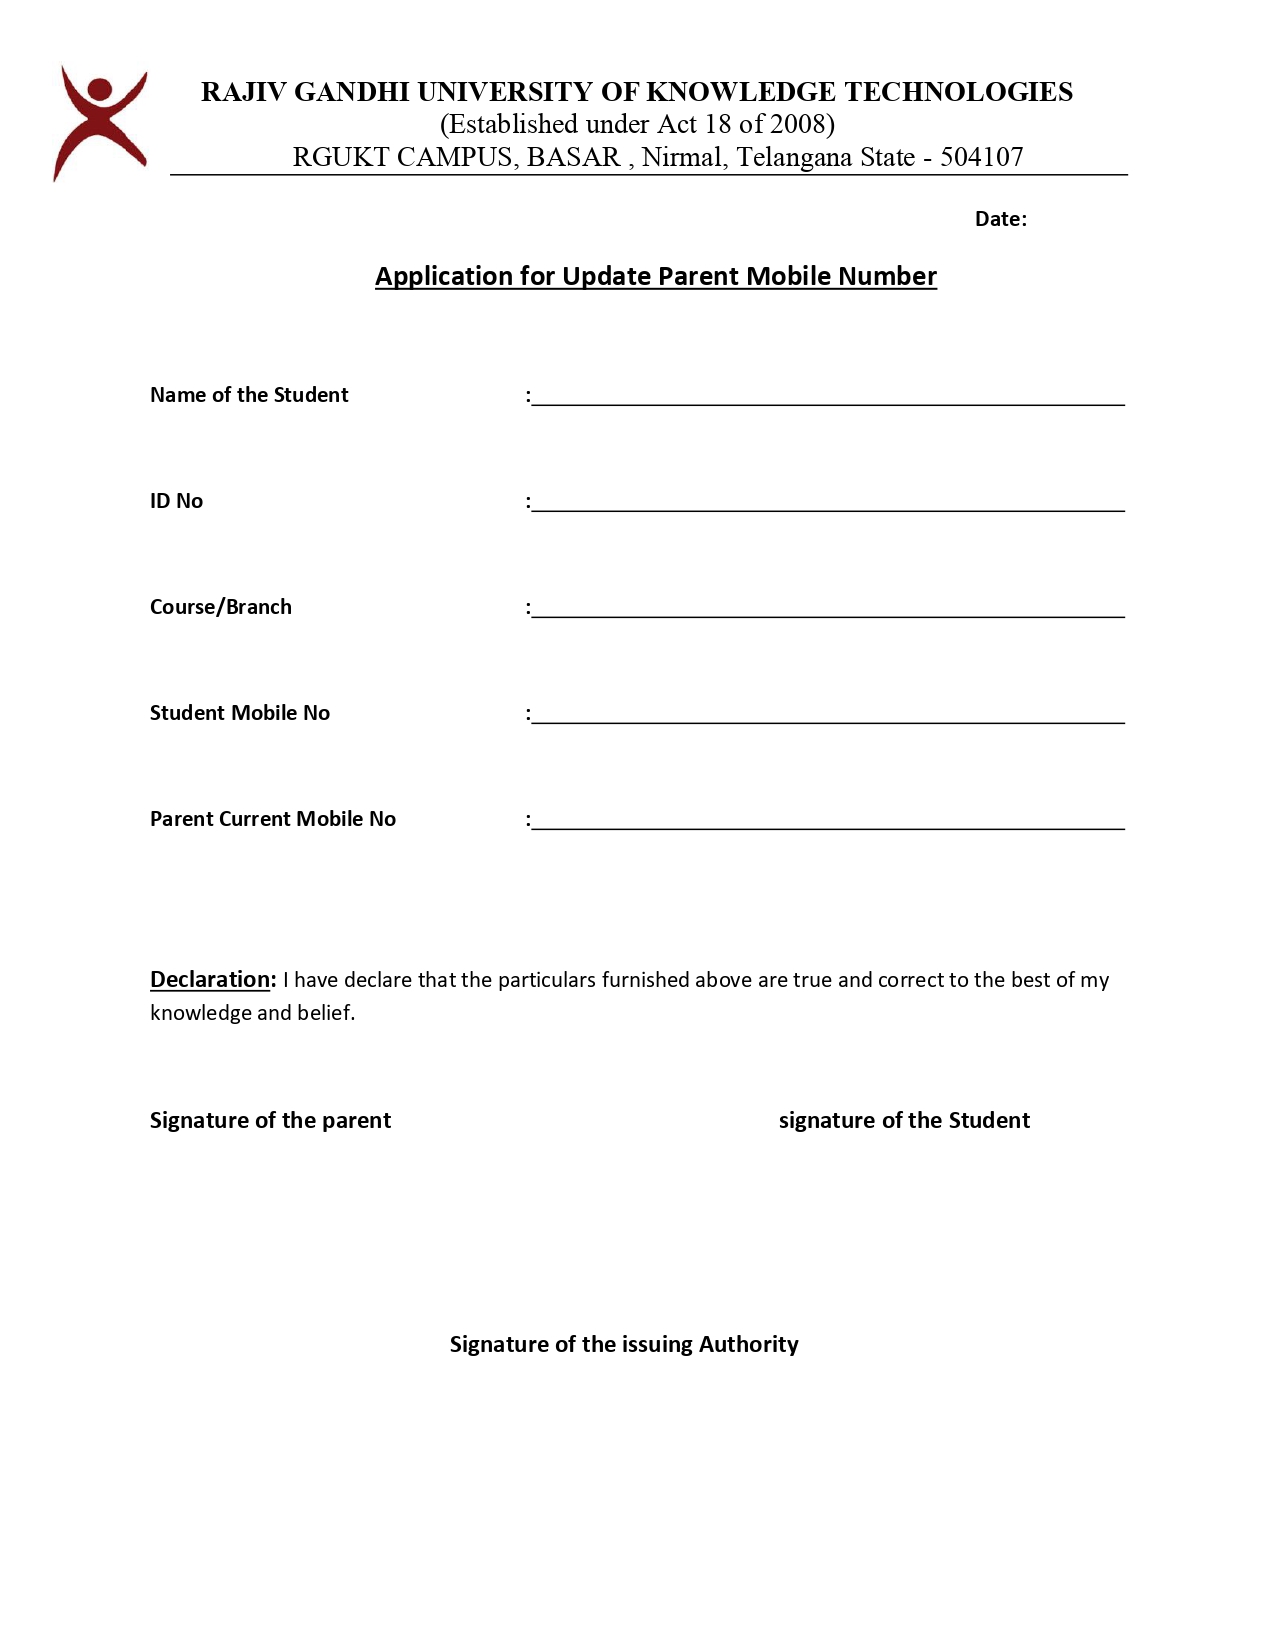 RAJIV GANDHI UNIVERSITY OF KNOWLEDGE TECHNOLOGIES
(Established under Act 18 of 2008)
RGUKT CAMPUS, BASAR , Nirmal, Telangana State - 504107
Date:
Application for Update Parent Mobile Number
Name of the Student :
ID No :
Course/Branch :
Student Mobile No :
Parent Current Mobile No :
Declaration: I have declare that the particulars furnished above are true and correct to the best of my
knowledge and belief.
Signature of the parent signature of the Student
Signature of the issuing Authority